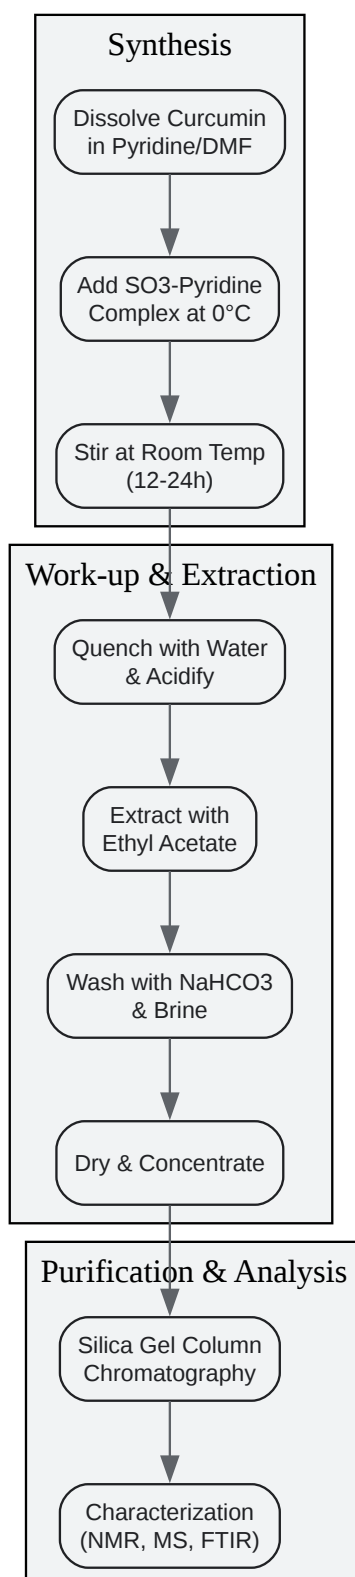 Synthesis
Dissolve Curcumin
in Pyridine/DMF
Add SO3-Pyridine
Complex at 0°C
Stir at Room Temp
(12-24h)
Work-up & Extraction
Quench with Water
& Acidify
Extract with
Ethyl Acetate
Wash with NaHCO3
& Brine
Dry & Concentrate
Purification & Analysis
Silica Gel Column
Chromatography
Characterization
(NMR, MS, FTIR)